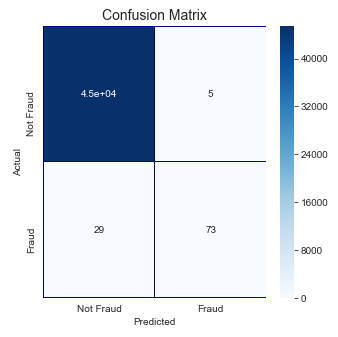 Confusion Matrix
Not Fraud
4.5e+04
5
Actual
Fraud
29
73
Not Fraud
Fraud
Predicted
40000
32000
24000
16000
8000
0